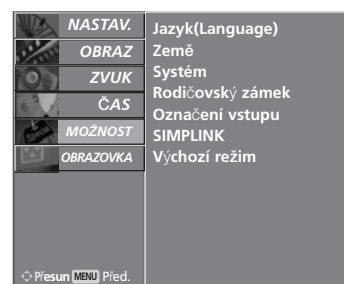 NASTAV.
OBRAZ
ZVUK
ČAS
MOŽNOST
OBRAZOVKA
Jazyk(Language)
Země
Systém
Rodičovský zámek
Označení vstupu
SIMPLINK
Výchozí režim
Přesun MENU Před.